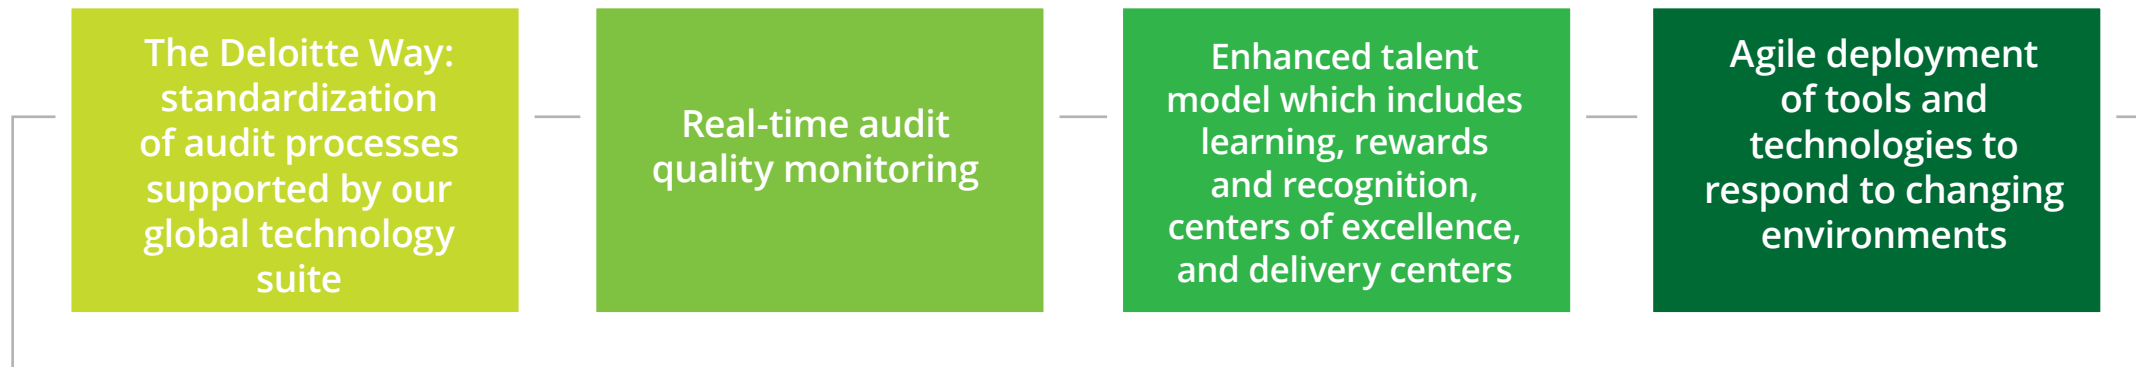 The Deloitte Way:
standardization
of audit processes
supported by our
global technology
suite
Real-time audit
quality monitoring
Enhanced talent
model which includes
learning, rewards
and recognition,
centers of excellence,
and delivery centers
Agile deployment
of tools and
technologies to
respond to changing
environments